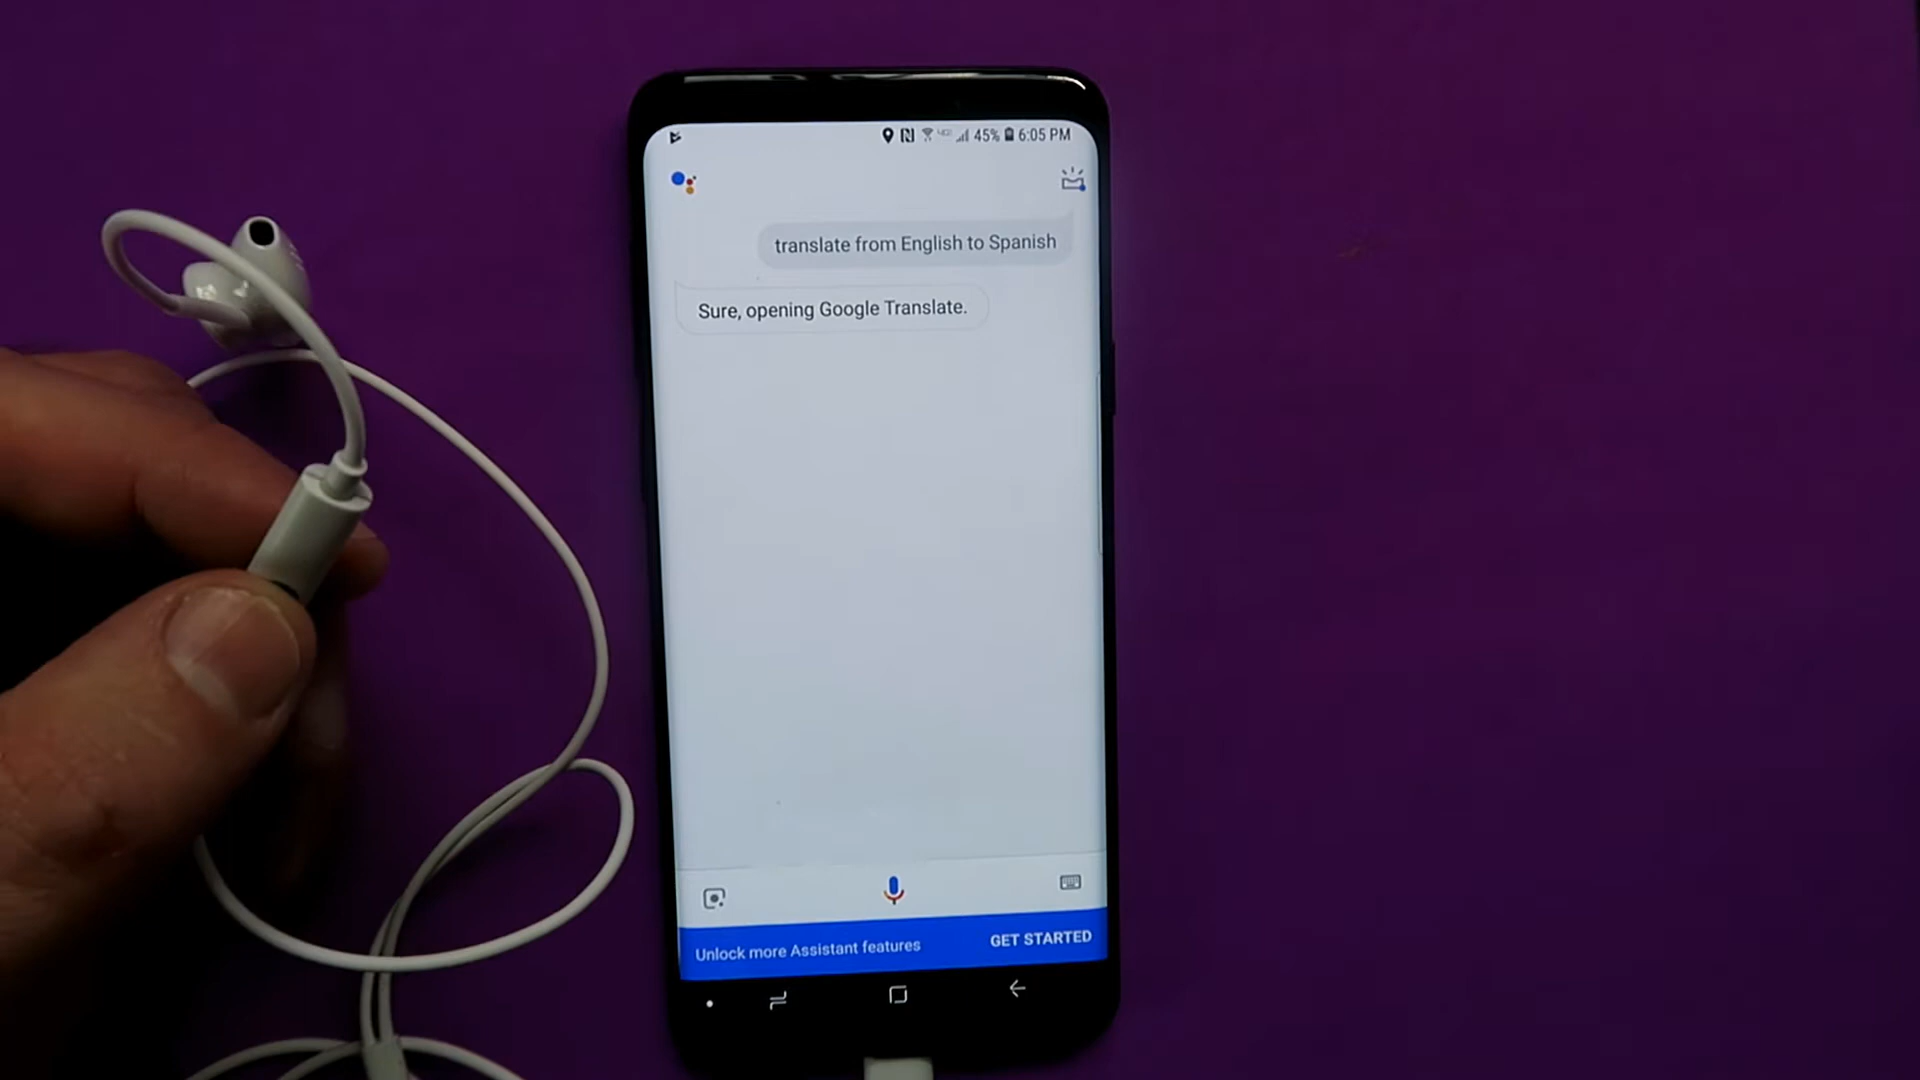 45% 6:05 PM
translate from English to Spanish
Sure, opening Google Translate.
Unlock more Assistant features GET STARTED